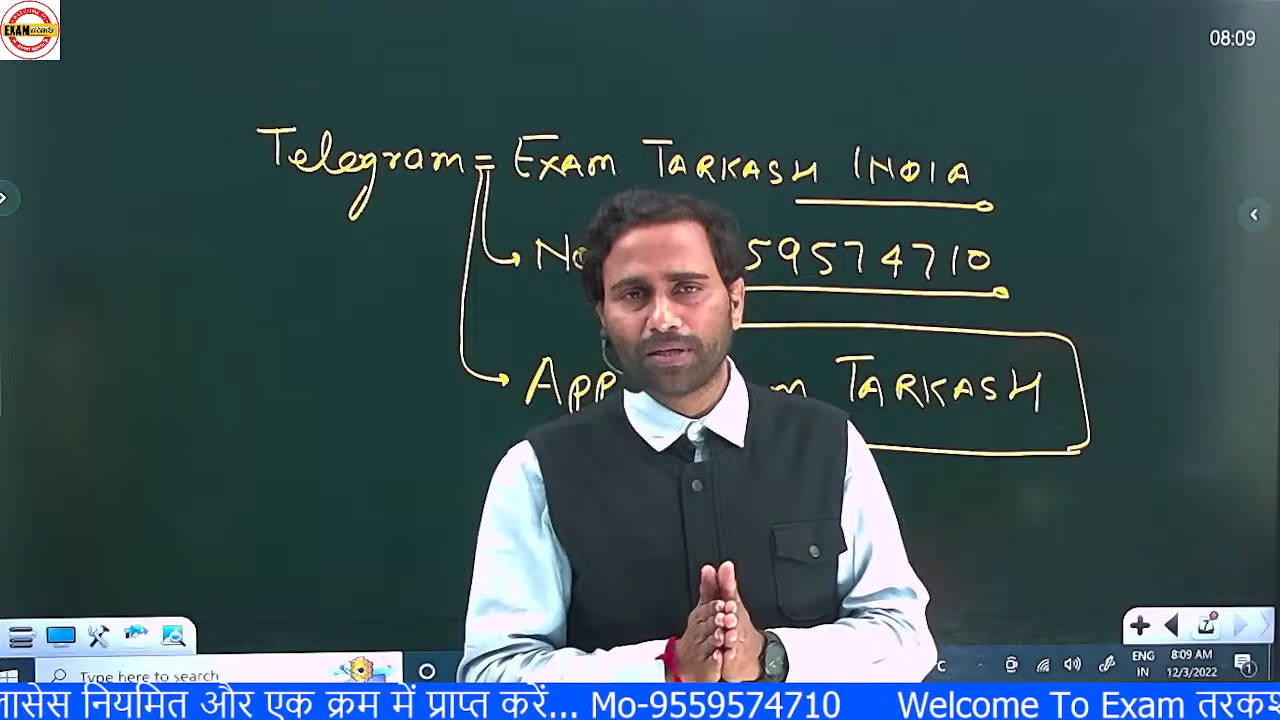 EXAM तरकश
08:09
Telegram = EXAM TARKASH INDIA
59574710
APP TARKASH
Type here to search
ENG
IN
8:09 AM
12/3/2022
नियमित और एक क्रम में प्राप्त करें... Mo-9559574710 Welcome To Exam